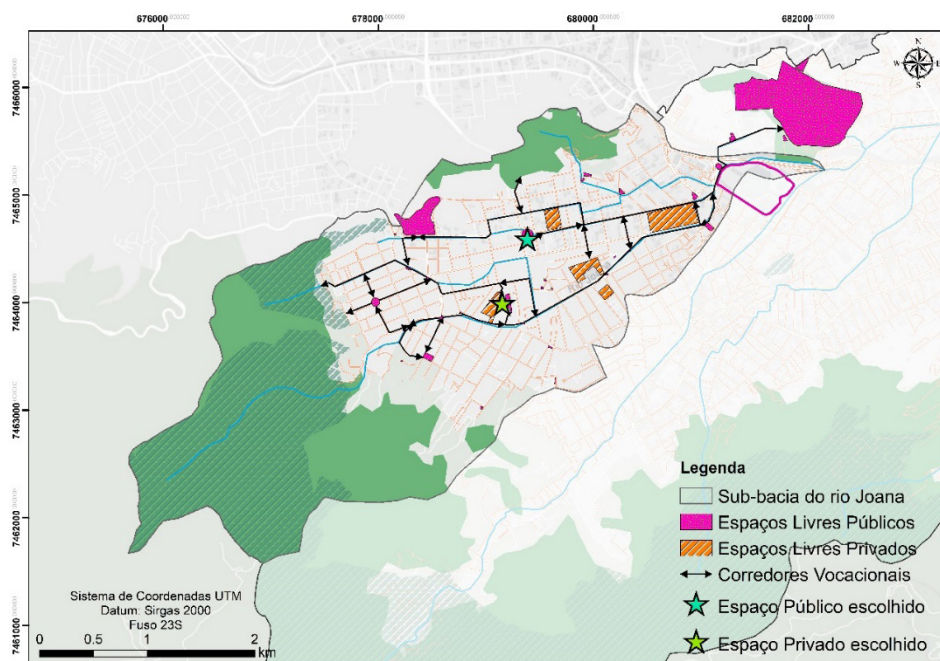 676000 678000 680000 682000
N
W E
S
7466000
7465000
7464000
7463000
7462000
7461000
Legenda
Sub-bacia do rio Joana
Espaços Livres Públicos
Espaços Livres Privados
Corredores Vocacionais
Espaço Público escolhido
Espaço Privado escolhido
Sistema de Coordenadas UTM
Datum: Sirgas 2000
Fuso 23S
0 0.5 1 2
km